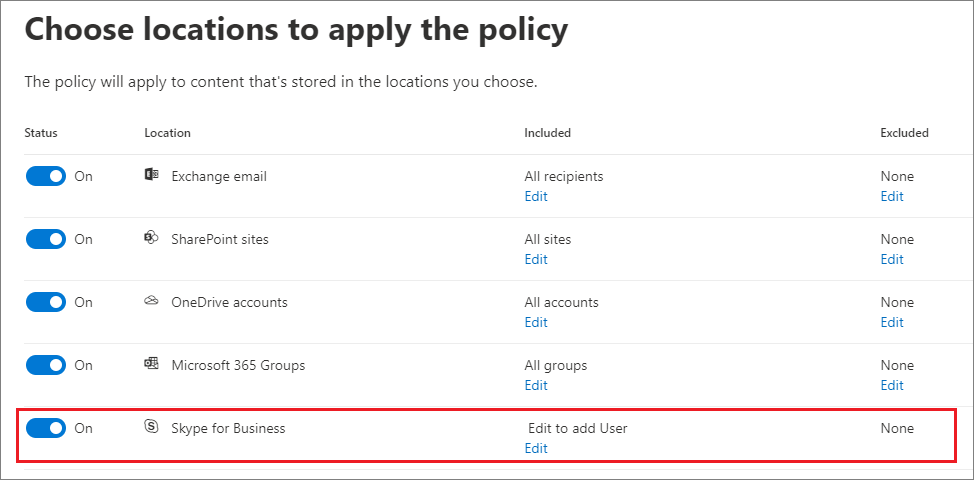 Choose locations to apply the policy
The policy will apply to content that's stored in the locations you choose.
Status Location Included Excluded
On Exchange email All recipients None
Edit Edit
On SharePoint sites All sites None
Edit Edit
On OneDrive accounts All accounts None
Edit Edit
On Microsoft 365 Groups All groups None
Edit Edit
On Skype for Business Edit to add User None
Edit